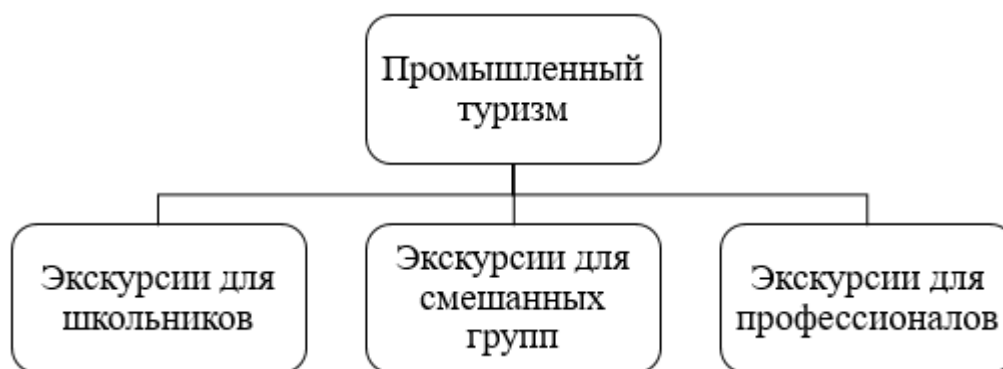 Промышленный
туризм
Экскурсии для
школьников
Экскурсии для
смешанных
групп
Экскурсии для
профессионалов